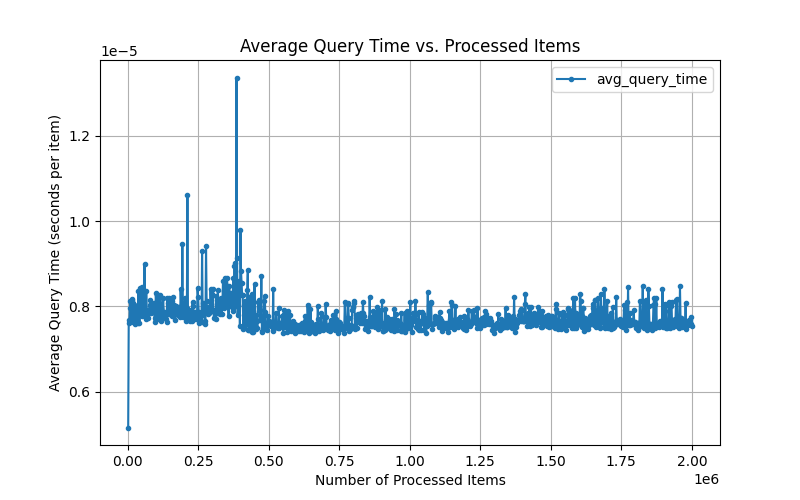 Average Query Time vs. Processed Items
1e−5
avg_query_time
1.2
1.0
0.8
0.6
Average Query Time (seconds per item)
0.00 0.25 0.50 0.75 1.00 1.25 1.50 1.75 2.00
Number of Processed Items
1e6